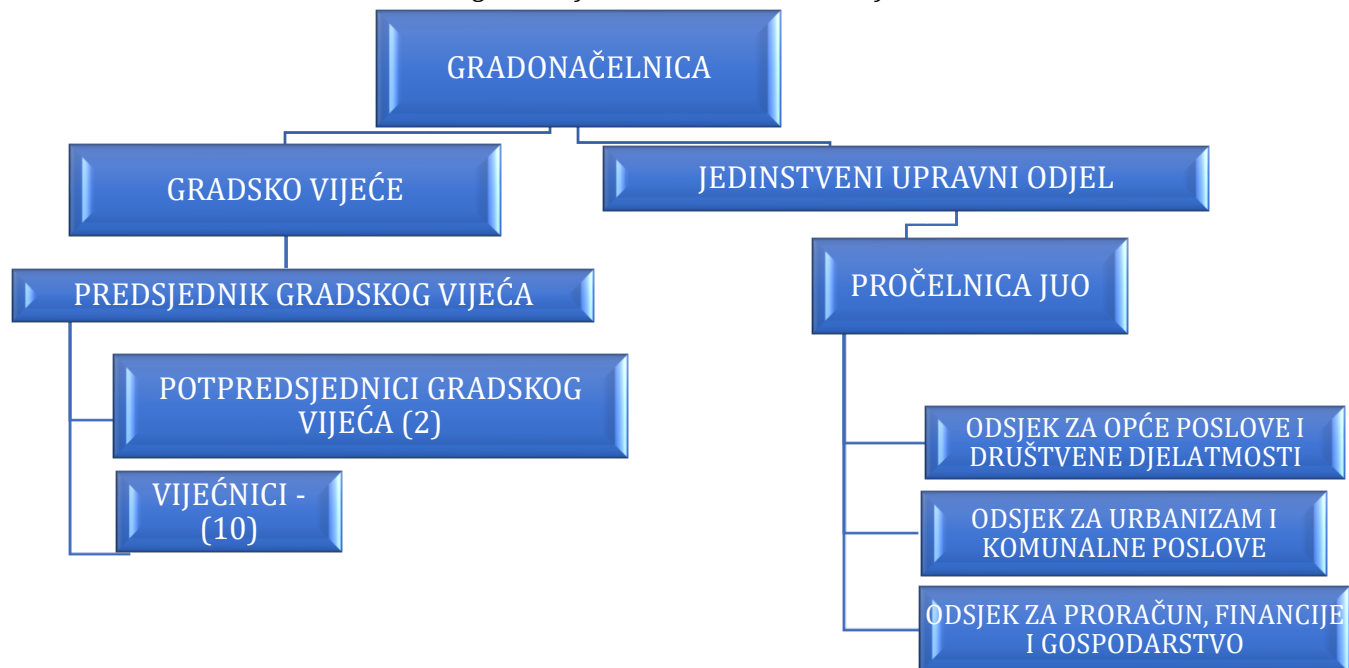 GRADONAČELNICA
GRADSKO VIJEĆE
JEDINSTVENI UPRAVNI ODJEL
PREDSJEDNIK GRADSKOG VIJEĆA
PROČELNICA JUO
POTPREDSJEDNICI GRADSKOG
VIJEĆA (2)
VIJEĆNICI -
(10)
ODSJEK ZA OPĆE POSLOVE I
DRUŠTVENE DJELATMOSTI
ODSJEK ZA URBANIZAM I
KOMUNALNE POSLOVE
ODSJEK ZA PRORAČUN, FINANCIJE
I GOSPODARSTVO